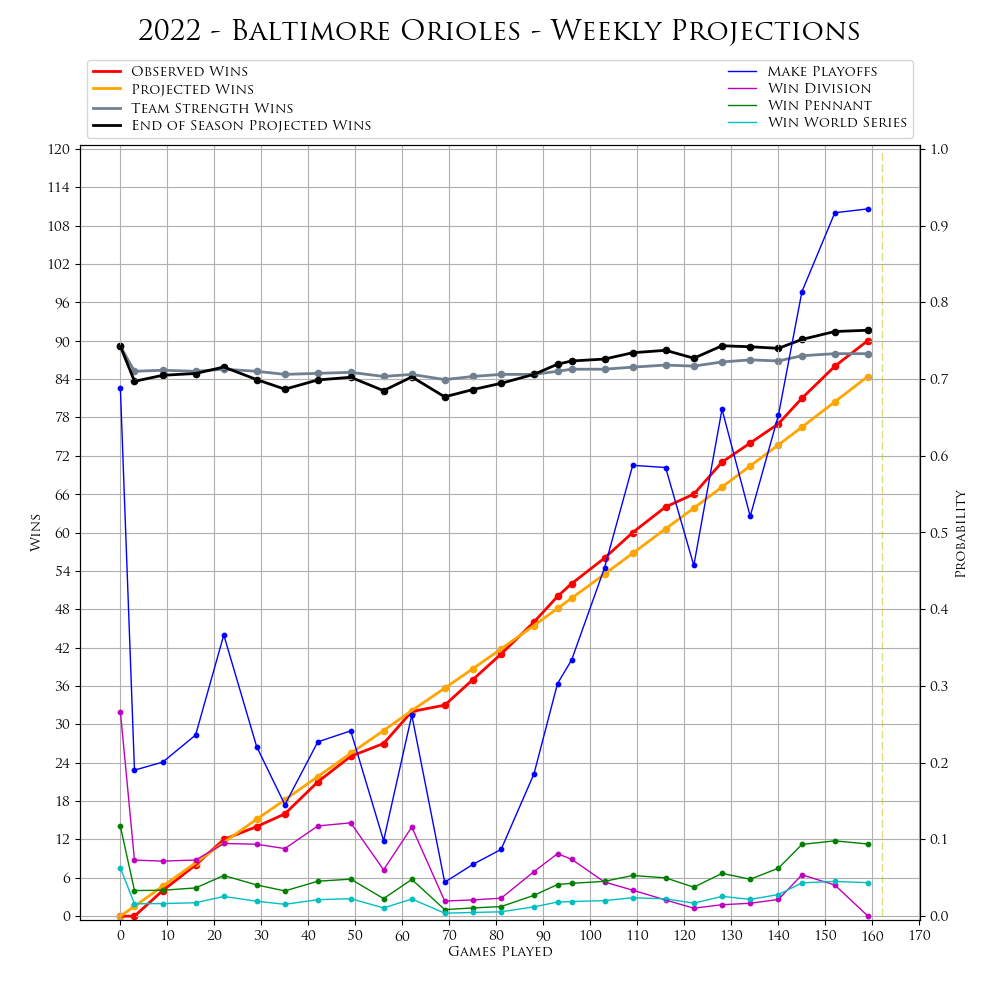 2022 - Baltimore Orioles - Weekly Projections
Observed Wins
Projected Wins
Team Strength Wins
End of Season Projected Wins
Make Playoffs
Win Division
Win Pennant
Win World Series
120
114
108
102
96
90
84
78
72
66
60
54
48
42
36
30
24
18
12
6
0
Wins
1.0
0.9
0.8
0.7
0.6
0.5
0.4
0.3
0.2
0.1
0.0
Probability
0 10 20 30 40 50 60 70 80 90 100 110 120 130 140 150 160 170
Games Played